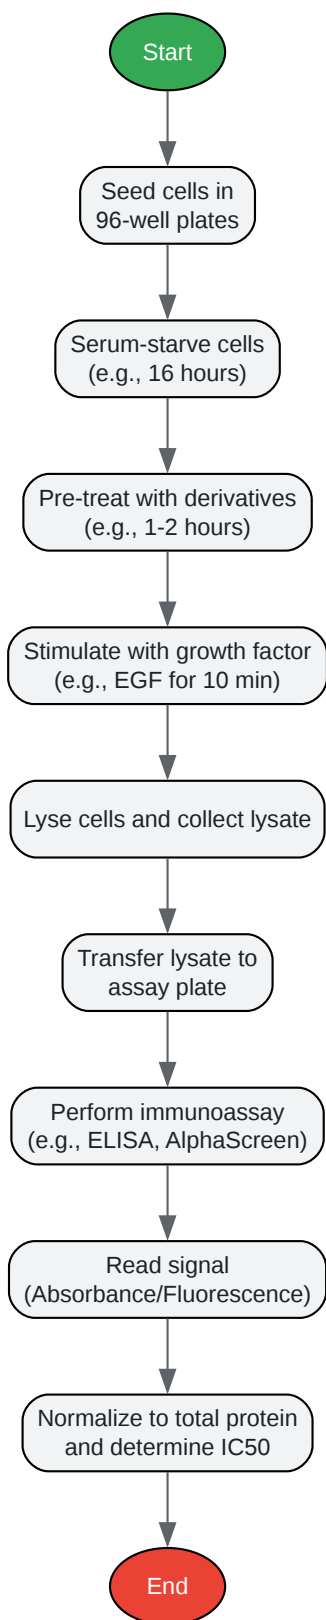 Start
Seed cells in
96-well plates
Serum-starve cells
(e.g., 16 hours)
Pre-treat with derivatives
(e.g., 1-2 hours)
Stimulate with growth factor
(e.g., EGF for 10 min)
Lyse cells and collect lysate
Transfer lysate to
assay plate
Perform immunoassay
(e.g., ELISA, AlphaScreen)
Read signal
(Absorbance/Fluorescence)
Normalize to total protein
and determine IC50
End